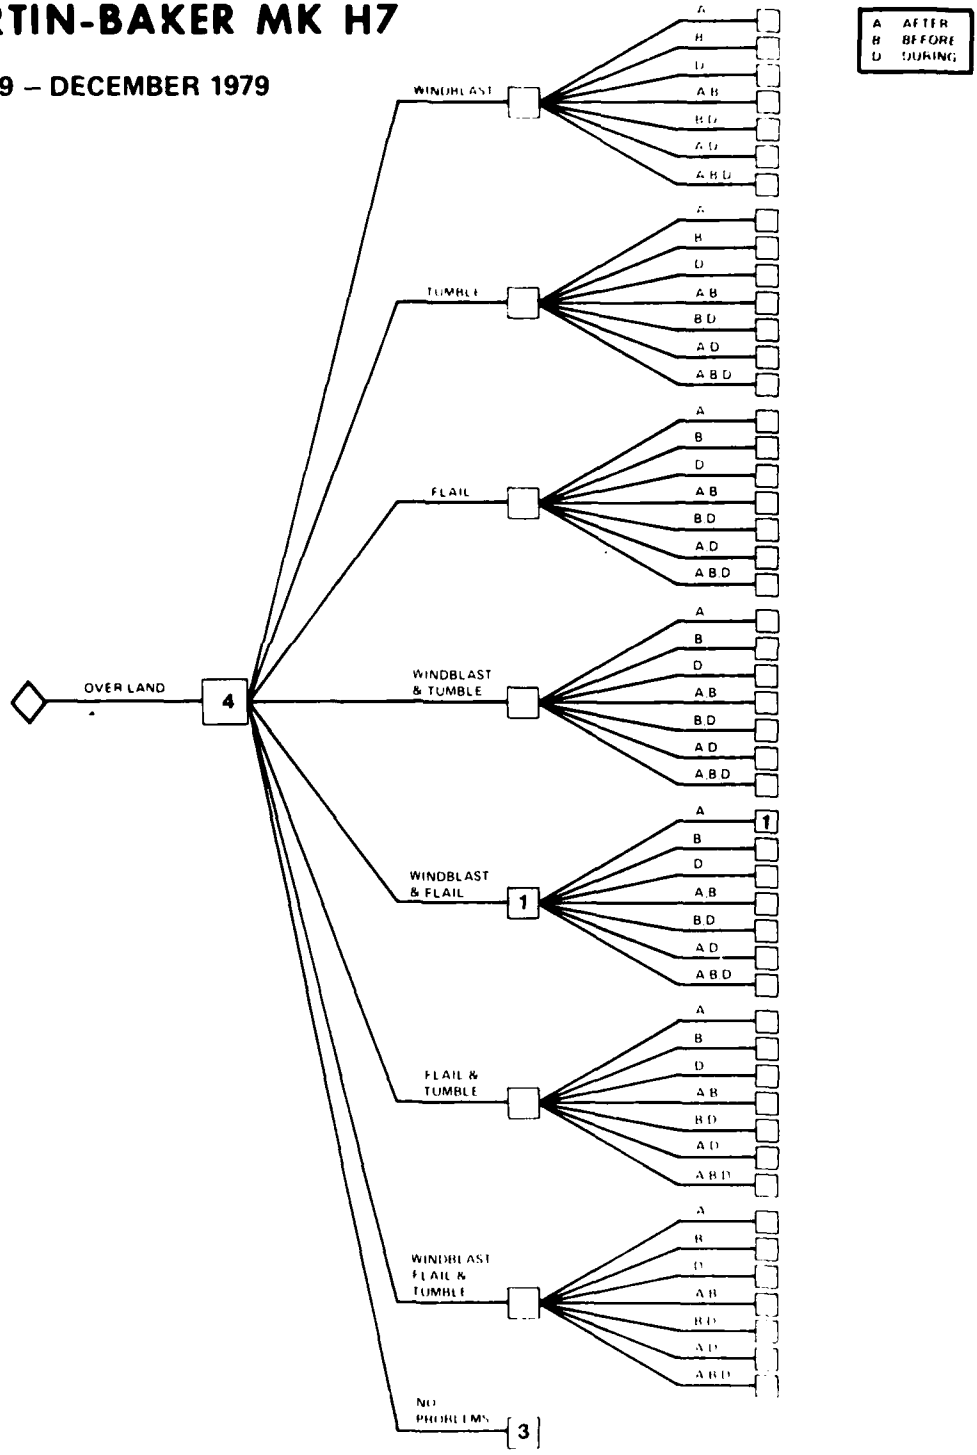 RTIN-BAKER MK H7
9 – DECEMBER 1979
A AFTER
B BEFORE
D DURING
WINDBLAST
A
B
D
A B
B D
A D
A B D
TUMBLE
A
B
D
A B
B D
A D
A B D
FLAIL
A
B
D
A B
B D
A D
A B D
OVER LAND
4
WINDBLAST
& TUMBLE
A
B
D
A,B
B,D
A D
A,B D
WINDBLAST
& FLAIL
1
A
1
B
D
A,B
B,D
A D
A B D
FLAIL &
TUMBLE
A
B
D
A B
B D
A D
A B D
WINDBLAST
FLAIL &
TUMBLE
A
B
D
A B
B D
A D
A B D
NO
PROBLEMS
3